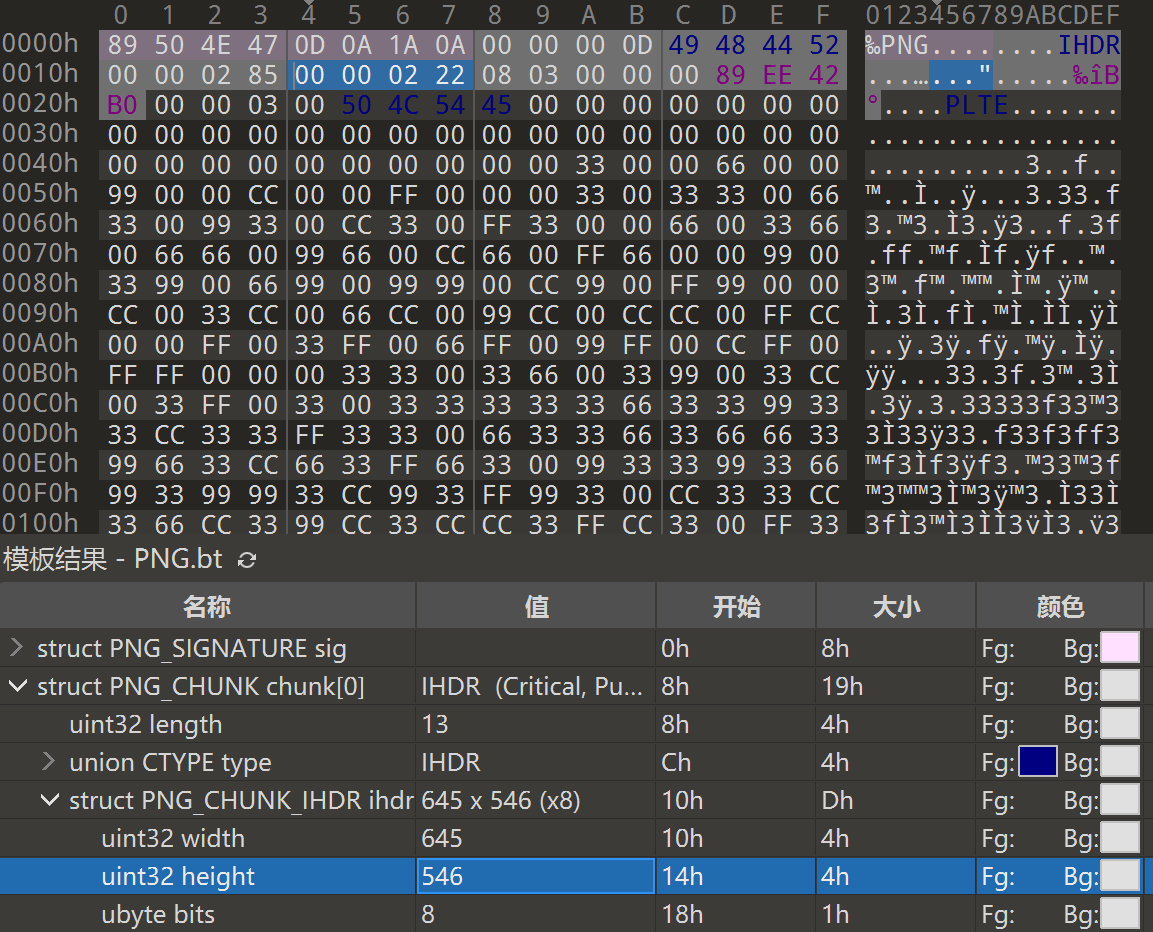 0 1 2 3 4 5 6 7 8 9 A B C D E F 0123456789ABCDEF
0000h 89 50 4E 47 0D 0A 1A 0A 00 00 00 0D 49 48 44 52 ‰PNG........IHDR
0010h 00 00 02 85 00 00 02 22 08 03 00 00 00 89 EE 42 ...…...".....‰îB
0020h B0 00 00 03 00 50 4C 54 45 00 00 00 00 00 00 00 °....PLTE.......
0030h 00 00 00 00 00 00 00 00 00 00 00 00 00 00 00 00 ................
0040h 00 00 00 00 00 00 00 00 00 00 33 00 00 66 00 00 ..........3..f..
0050h 99 00 00 CC 00 00 FF 00 00 00 33 00 33 33 00 66 ™..Ì..ÿ...3.33.f
0060h 33 00 99 33 00 CC 33 00 FF 33 00 00 66 00 33 66 3.™3.Ì3.ÿ3..f.3f
0070h 00 66 66 00 99 66 00 CC 66 00 FF 66 00 00 99 00 .ff.™f.Ìf.ÿf..™.
0080h 33 99 00 66 99 00 99 99 00 CC 99 00 FF 99 00 00 3™.f™.™™.Ì™.ÿ™..
0090h CC 00 33 CC 00 66 CC 00 99 CC 00 CC CC 00 FF CC Ì.3Ì.fÌ.™Ì.ÌÌ.ÿÌ
00A0h 00 00 FF 00 33 FF 00 66 FF 00 99 FF 00 CC FF 00 ..ÿ.3ÿ.fÿ.™ÿ.Ìÿ.
00B0h FF FF 00 00 00 33 33 00 33 66 00 33 99 00 33 CC ÿÿ...33.3f.3™.3Ì
00C0h 00 33 FF 00 33 00 33 33 33 33 33 66 33 33 99 33 .3ÿ.3.33333f33™3
00D0h 33 CC 33 33 FF 33 33 00 66 33 33 66 33 66 66 33 3Ì33ÿ33.f33f3ff3
00E0h 99 66 33 CC 66 33 FF 66 33 00 99 33 33 99 33 66 ™f3Ìf3ÿf3.™33™3f
00F0h 99 33 99 99 33 CC 99 33 FF 99 33 00 CC 33 33 CC ™3™™3Ì™3ÿ™3.Ì33Ì
0100h 33 66 CC 33 99 CC 33 CC CC 33 FF CC 33 00 FF 33 3fÌ3™Ì3ÌÌ3ÿÌ3.ÿ3
模板结果 - PNG.bt
名称 值 开始 大小 颜色
struct PNG_SIGNATURE sig 0h 8h Fg: Bg:
struct PNG_CHUNK chunk[0] IHDR (Critical, Pu... 8h 19h Fg: Bg:
uint32 length 13 8h 4h Fg: Bg:
union CTYPE type IHDR Ch 4h Fg: Bg:
struct PNG_CHUNK_IHDR ihdr 645 x 546 (x8) 10h Dh Fg: Bg:
uint32 width 645 10h 4h Fg: Bg:
uint32 height 546 14h 4h Fg: Bg:
ubyte bits 8 18h 1h Fg: Bg: